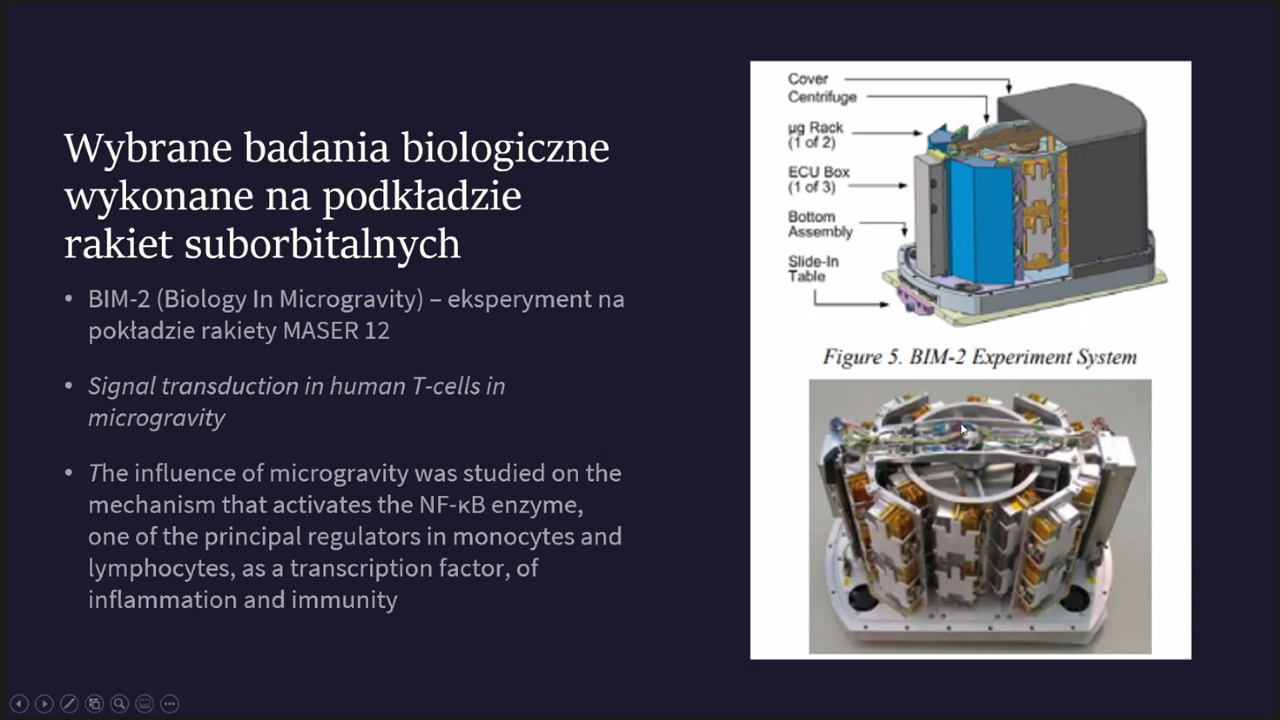 Wybrane badania biologiczne
wykonane na podkładzie
rakiet suborbitalnych
• BIM-2 (Biology In Microgravity) – eksperyment na
pokładzie rakiety MASER 12
• Signal transduction in human T-cells in
microgravity
• The influence of microgravity was studied on the
mechanism that activates the NF-κB enzyme,
one of the principal regulators in monocytes and
lymphocytes, as a transcription factor, of
inflammation and immunity
Cover
Centrifuge
µg Rack
(1 of 2)
ECU Box
(1 of 3)
Bottom
Assembly
Slide-In
Table
Figure 5. BIM-2 Experiment System